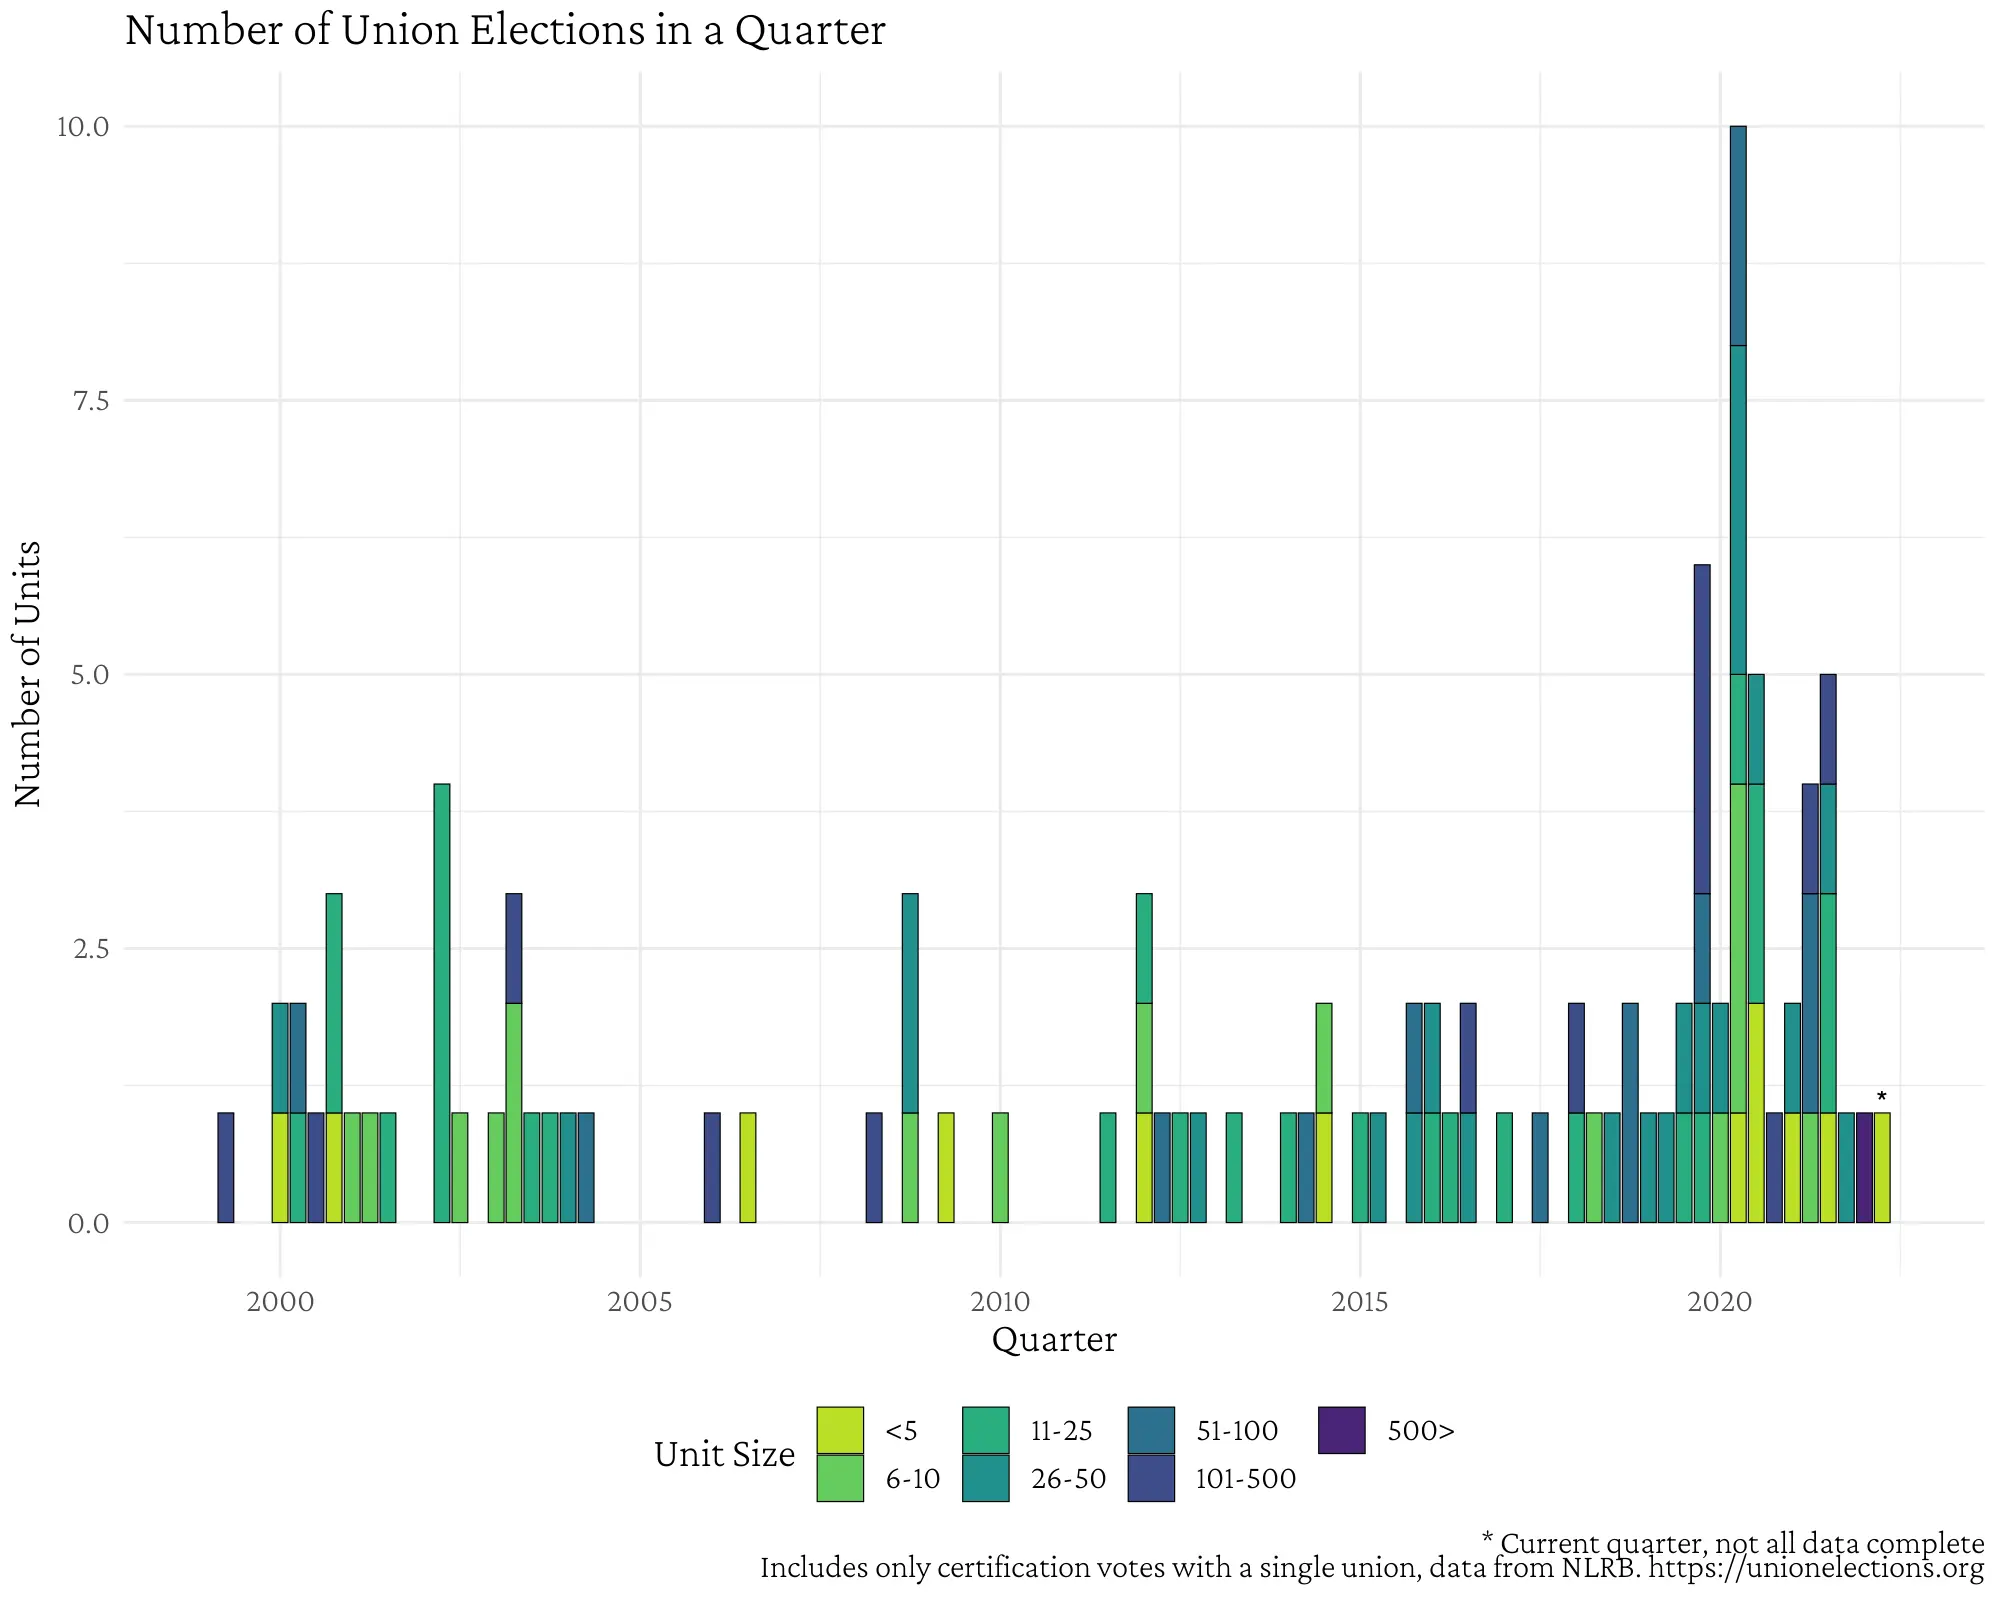 Number of Union Elections in a Quarter
Number of Units
10.0
7.5
5.0
2.5
0.0
*
2000 2005 2010 2015 2020
Quarter
Unit Size
<5 11-25 51-100 500>
6-10 26-50 101-500
* Current quarter, not all data complete
Includes only certification votes with a single union, data from NLRB. https://unionelections.org